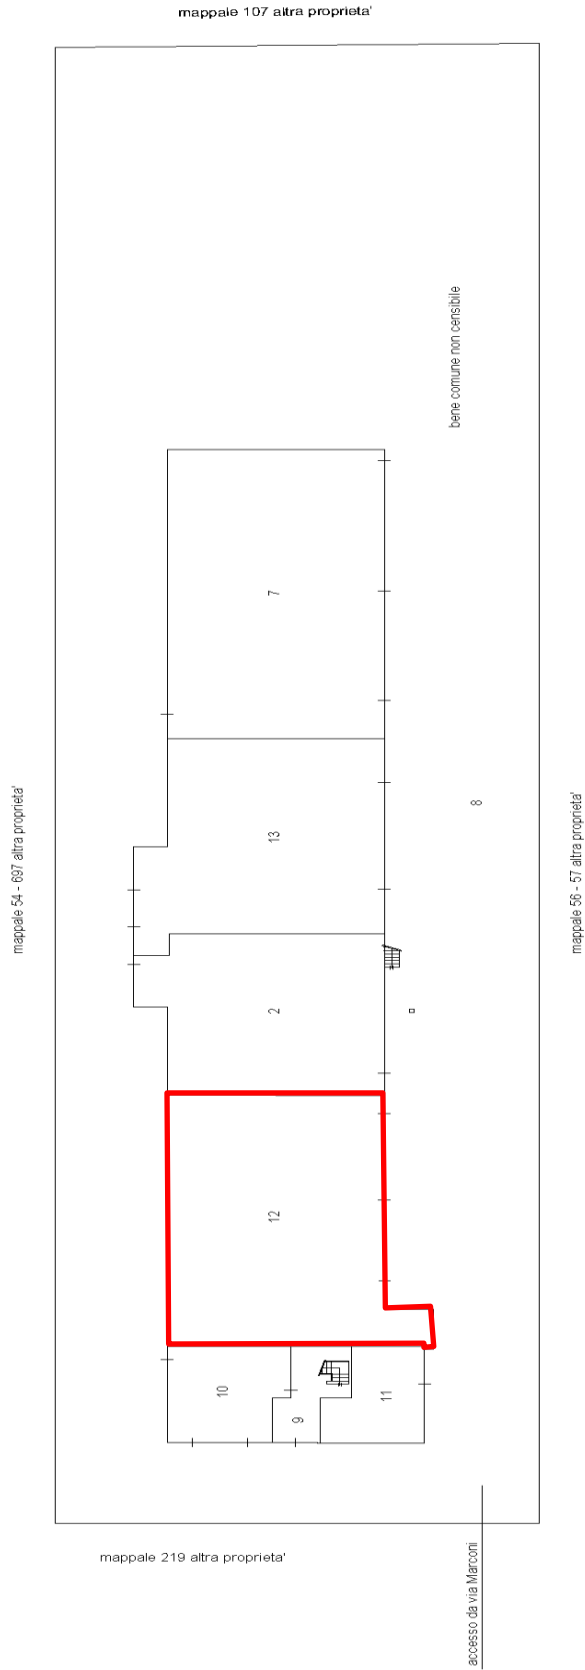 mappale 107 altra proprieta'
bene comune non censibile
7
mappale 54 - 697 altra proprieta'
13
8
mappale 56 - 57 altra proprieta'
2
12
10
9
11
mappale 219 altra proprieta'
accesso da via Marconi